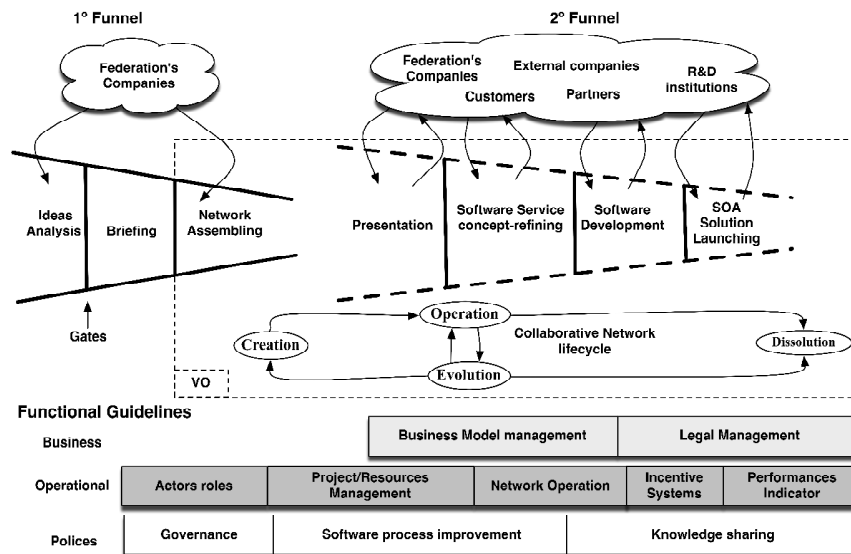 1° Funnel
2° Funnel
Federation's
Companies
Federation's
Companies
External companies
Customers
Partners
R&D
institutions
Ideas
Analysis
Briefing
Network
Assembling
Presentation
Software Service
concept-refining
Software
Development
SOA
Solution
Launching
Gates
Creation
Operation
Evolution
Collaborative Network
lifecycle
Dissolution
VO
Functional Guidelines
Business
Business Model management
Legal Management
Operational
Actors roles
Project/Resources
Management
Network Operation
Incentive
Systems
Performances
Indicator
Polices
Governance
Software process improvement
Knowledge sharing